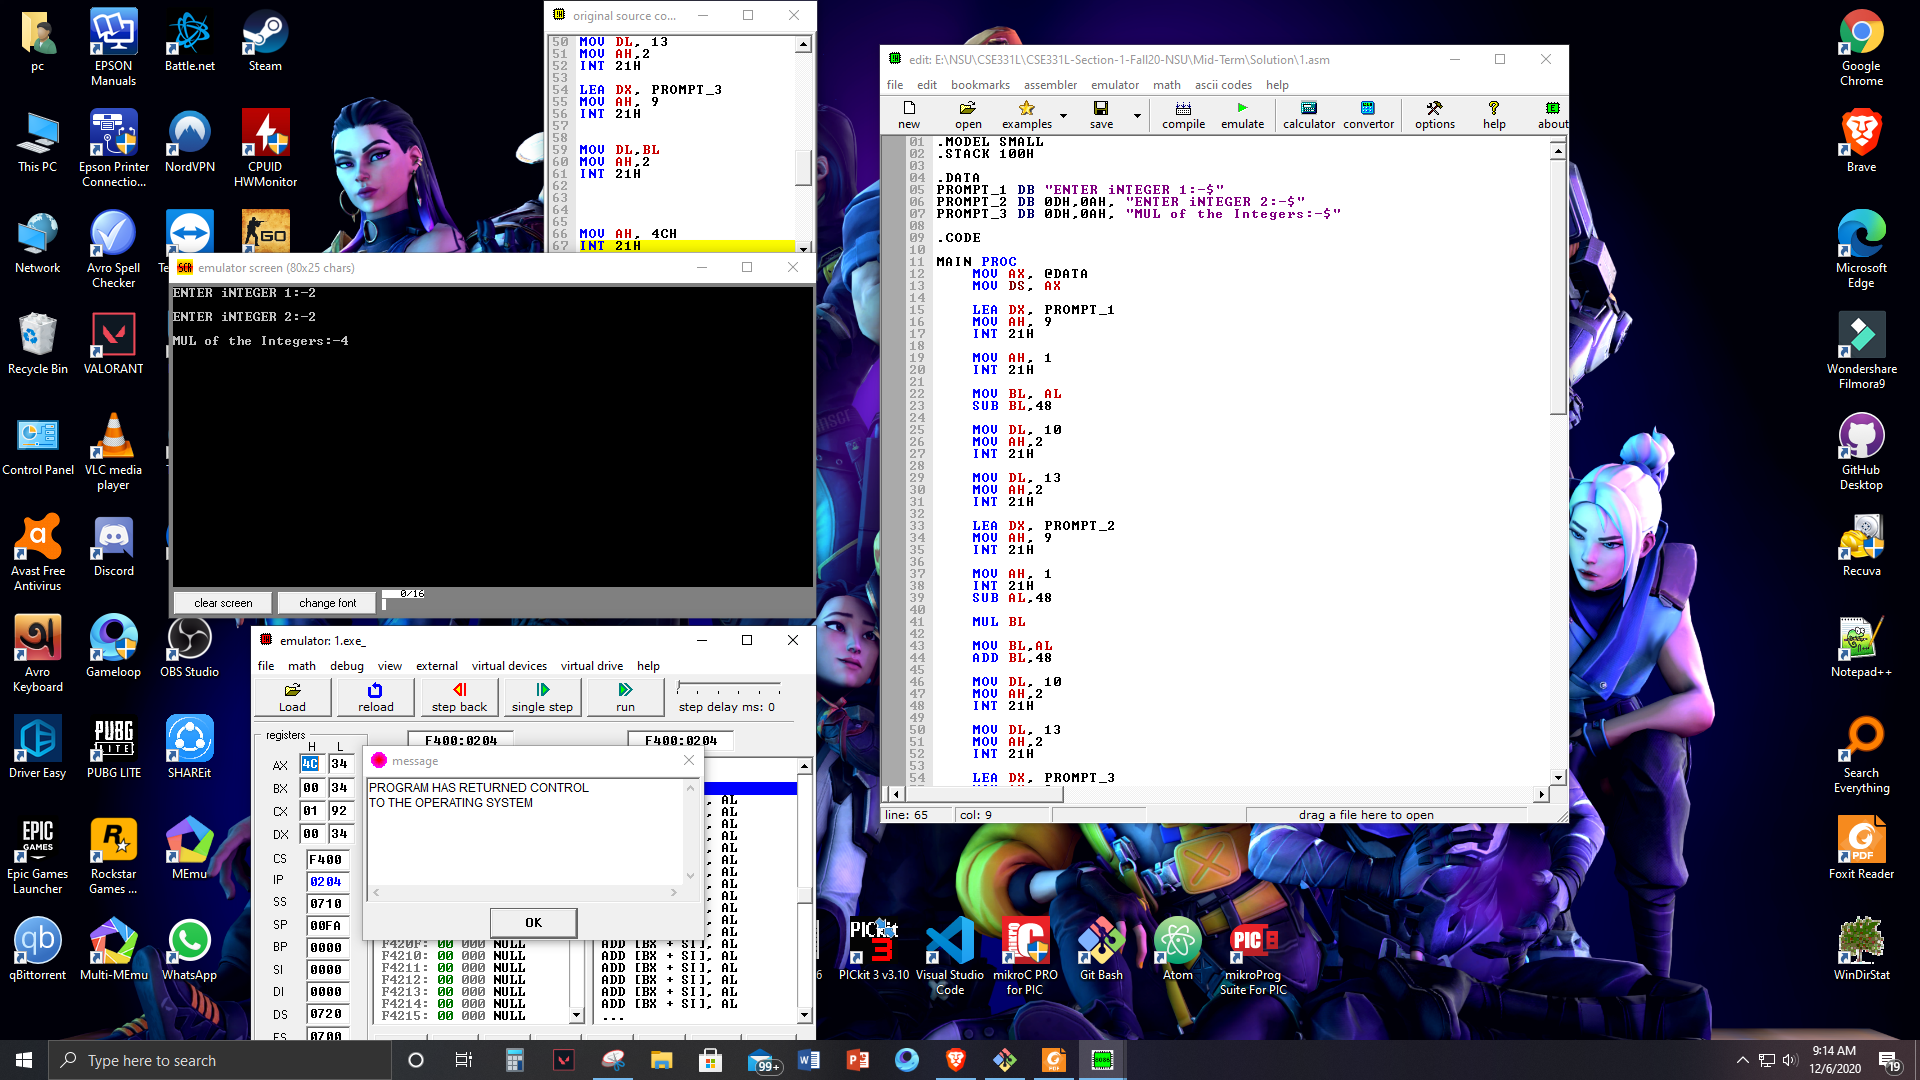 pc
EPSON Manuals
Battle.net
Steam
This PC
Epson Printer Connectio...
NordVPN
CPUID HWMonitor
Network
Avro Spell Checker
Recycle Bin
VALORANT
Control Panel
VLC media player
Avast Free Antivirus
Discord
Avro Keyboard
Gameloop
OBS Studio
Driver Easy
PUBG LITE
SHAREit
Epic Games Launcher
Rockstar Games ...
MEmu
qBittorrent
Multi-MEmu
WhatsApp
original source co...
50 MOV DL, 13
51 MOV AH,2
52 INT 21H
53
54 LEA DX, PROMPT_3
55 MOV AH, 9
56 INT 21H
57
58
59 MOV DL,BL
60 MOV AH,2
61 INT 21H
62
63
64
65
66 MOV AH, 4CH
67 INT 21H
emulator screen (80x25 chars)
ENTER iNTEGER 1:-2
ENTER iNTEGER 2:-2
MUL of the Integers:-4
clear screen
change font
0/16
emulator: 1.exe_
file math debug view external virtual devices virtual drive help
Load reload step back single step run step delay ms: 0
registers
F400:0204 F400:0204
H L
AX 4C 34
BX 00 34
CX 01 92
DX 00 34
CS F400
IP 0204
SS 0710
SP 00FA
BP 0000
SI 0000
DI 0000
DS 0720
ES 0700
message
PROGRAM HAS RETURNED CONTROL
TO THE OPERATING SYSTEM
OK
, AL
, AL
, AL
, AL
, AL
, AL
, AL
, AL
, AL
, AL
, AL
, AL
F420F: 00 000 NULL ADD [BX + SI], AL
F4210: 00 000 NULL ADD [BX + SI], AL
F4211: 00 000 NULL ADD [BX + SI], AL
F4212: 00 000 NULL ADD [BX + SI], AL
F4213: 00 000 NULL ADD [BX + SI], AL
F4214: 00 000 NULL ADD [BX + SI], AL
F4215: 00 000 NULL ...
edit: E:\NSU\CSE331L\CSE331L-Section-1-Fall20-NSU\Mid-Term\Solution\1.asm
file edit bookmarks assembler emulator math ascii codes help
new open examples save compile emulate calculator convertor options help about
01 .MODEL SMALL
02 .STACK 100H
03
04 .DATA
05 PROMPT_1 DB "ENTER iNTEGER 1:-$"
06 PROMPT_2 DB 0DH,0AH, "ENTER iNTEGER 2:-$"
07 PROMPT_3 DB 0DH,0AH, "MUL of the Integers:-$"
08
09 .CODE
10
11 MAIN PROC
12 MOV AX, @DATA
13 MOV DS, AX
14
15 LEA DX, PROMPT_1
16 MOV AH, 9
17 INT 21H
18
19 MOV AH, 1
20 INT 21H
21
22 MOV BL, AL
23 SUB BL,48
24
25 MOV DL, 10
26 MOV AH,2
27 INT 21H
28
29 MOV DL, 13
30 MOV AH,2
31 INT 21H
32
33 LEA DX, PROMPT_2
34 MOV AH, 9
35 INT 21H
36
37 MOV AH, 1
38 INT 21H
39 SUB AL,48
40
41 MUL BL
42
43 MOV BL,AL
44 ADD BL,48
45
46 MOV DL, 10
47 MOV AH,2
48 INT 21H
49
50 MOV DL, 13
51 MOV AH,2
52 INT 21H
53
54 LEA DX, PROMPT_3
line: 65 col: 9 drag a file here to open
PICkit 3 v3.10
Visual Studio Code
mikroC PRO for PIC
Git Bash
Atom
mikroProg Suite For PIC
Google Chrome
Brave
Microsoft Edge
Wondershare Filmora9
GitHub Desktop
Recuva
Notepad++
Search Everything
Foxit Reader
WinDirStat
Type here to search
99+
9:14 AM
12/6/2020
19